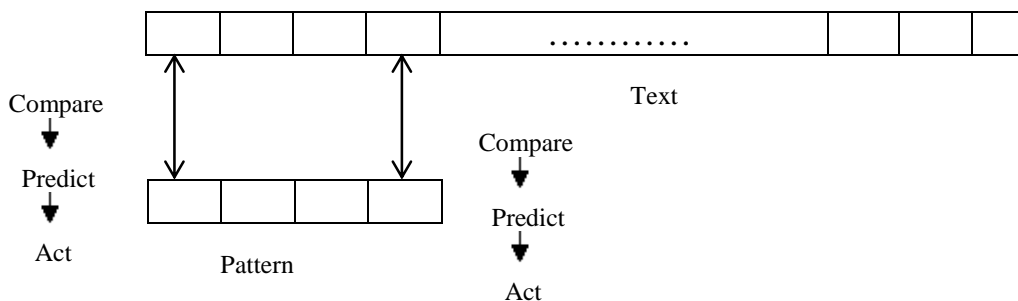 ............
Text
Compare
Predict
Act
Pattern
Compare
Predict
Act